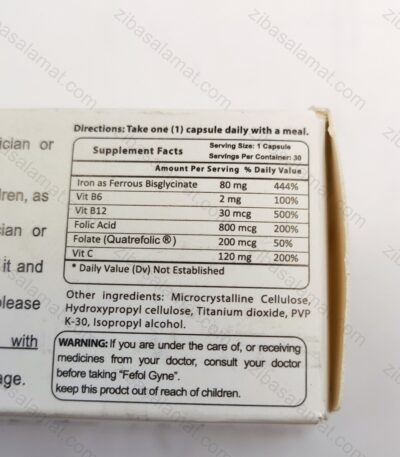 Directions: Take one (1) capsule daily with a meal.
Supplement Facts
Serving Size: 1 Capsule
Servings Per Container: 30
Amount Per Serving % Daily Value
Iron as Ferrous Bisglycinate 80 mg 444%
Vit B6 2 mg 100%
Vit B12 30 mcg 500%
Folic Acid 800 mcg 200%
Folate (Quatrefolic ®) 200 mcg 50%
Vit C 120 mg 200%
* Daily Value (Dv) Not Established
Other ingredients: Microcrystalline Cellulose,
Hydroxypropyl cellulose, Titanium dioxide, PVP
K-30, Isopropyl alcohol.
WARNING: If you are under the care of, or receiving
medicines from your doctor, consult your doctor
before taking "Fefol Gyne".
keep this prodct out of reach of children.
ician or
dren, as
ian or
it and
please
with
age.
zibasalamat.com